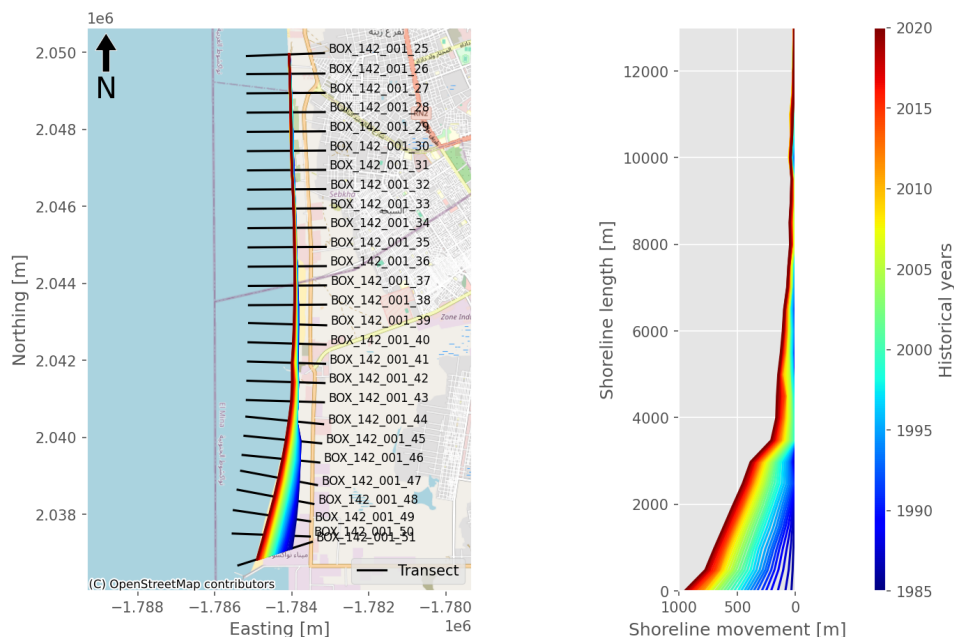 1e6
2.050
2.048
2.046
2.044
2.042
2.040
2.038
Northing [m]
N
BOX_142_001_25
BOX_142_001_26
BOX_142_001_27
BOX_142_001_28
BOX_142_001_29
BOX_142_001_30
BOX_142_001_31
BOX_142_001_32
BOX_142_001_33
BOX_142_001_34
BOX_142_001_35
BOX_142_001_36
BOX_142_001_37
BOX_142_001_38
BOX_142_001_39
BOX_142_001_40
BOX_142_001_41
BOX_142_001_42
BOX_142_001_43
BOX_142_001_44
BOX_142_001_45
BOX_142_001_46
BOX_142_001_47
BOX_142_001_48
BOX_142_001_49
BOX_142_001_50
BOX_142_001_51
Sebkha
السبخة
Zone Indu
Transect
(C) OpenStreetMap contributors
−1.788
−1.786
−1.784
−1.782
−1.780
1e6
Easting [m]
12000
10000
8000
6000
4000
2000
0
Shoreline length [m]
1000
500
0
Shoreline movement [m]
2020
2015
2010
2005
2000
1995
1990
1985
Historical years